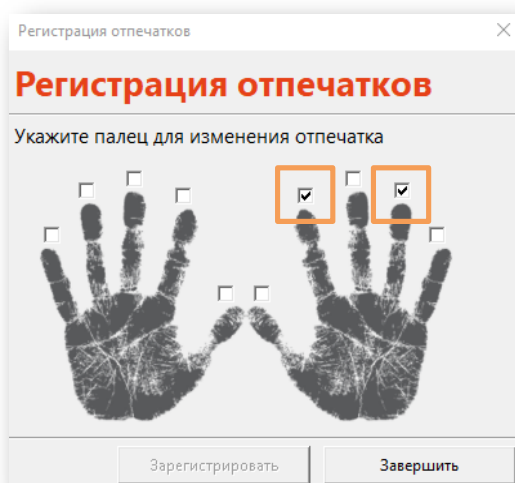 Регистрация отпечатков
Регистрация отпечатков
Укажите палец для изменения отпечатка
Зарегистрировать
Завершить